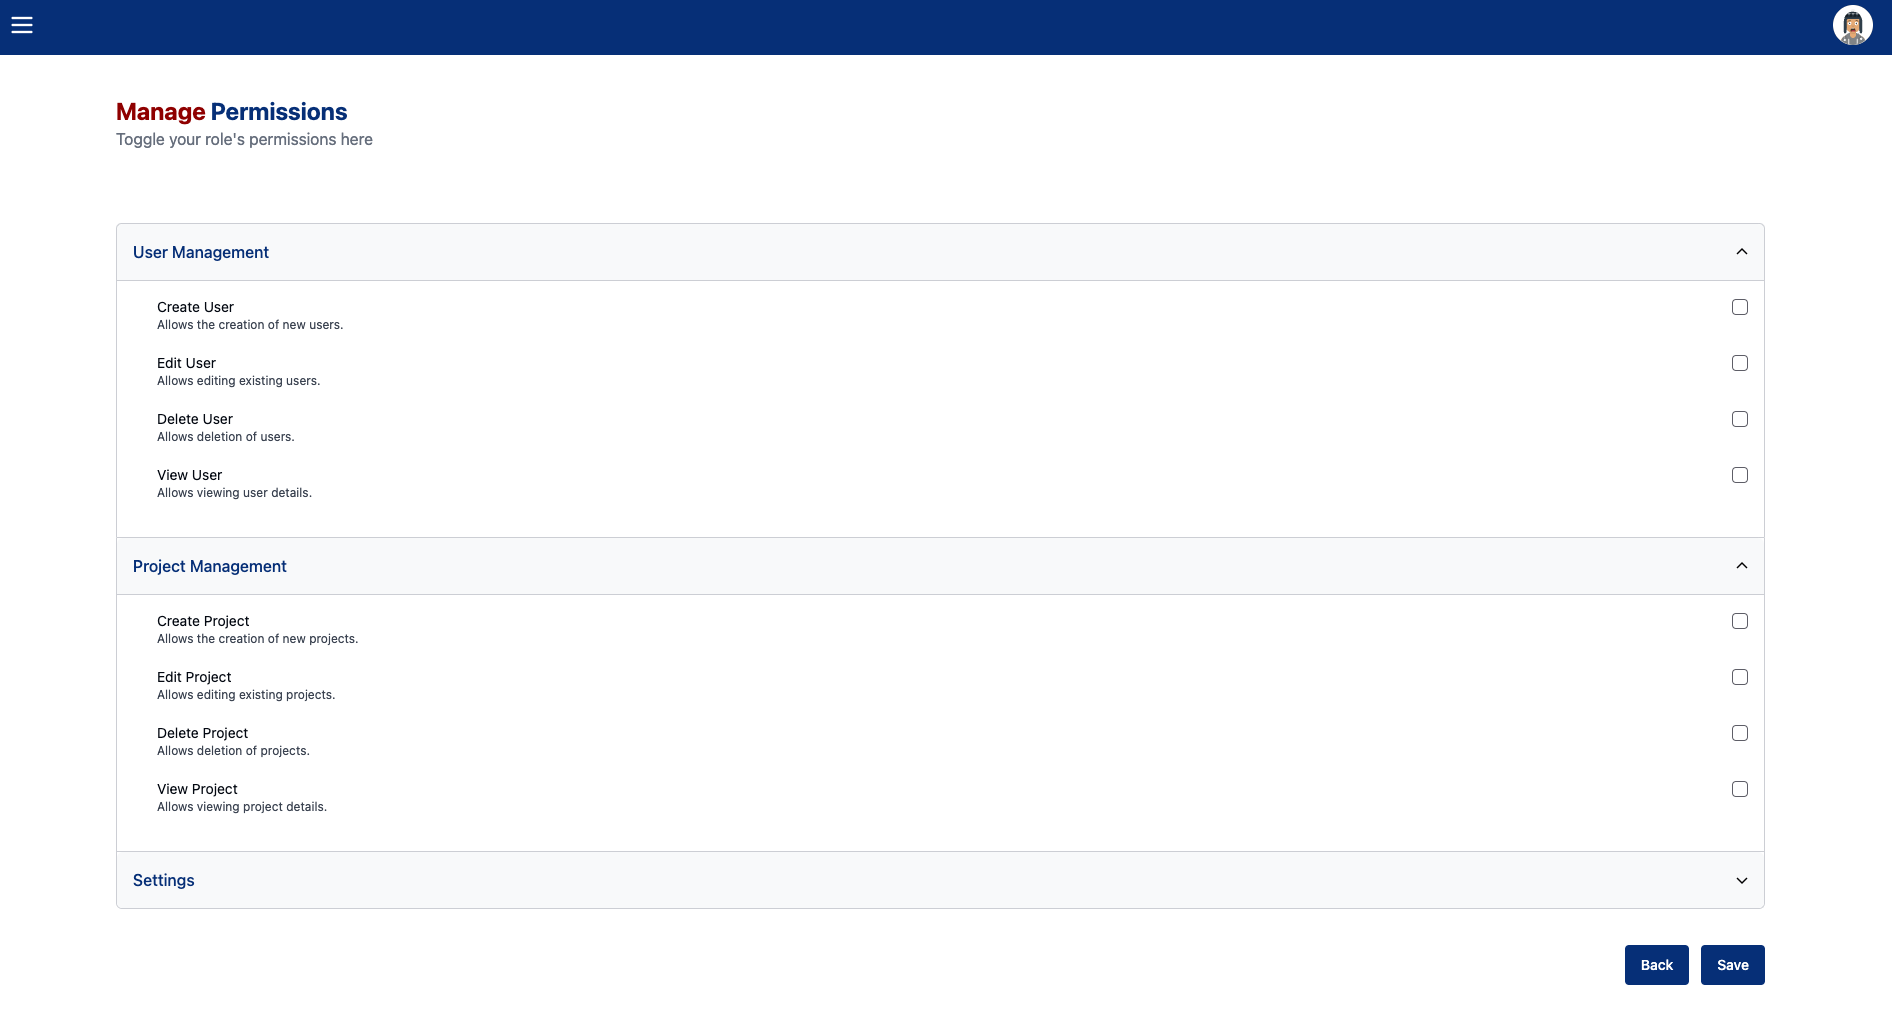 Manage Permissions
Toggle your role's permissions here
User Management
Create User
Allows the creation of new users.
Edit User
Allows editing existing users.
Delete User
Allows deletion of users.
View User
Allows viewing user details.
Project Management
Create Project
Allows the creation of new projects.
Edit Project
Allows editing existing projects.
Delete Project
Allows deletion of projects.
View Project
Allows viewing project details.
Settings
Back Save